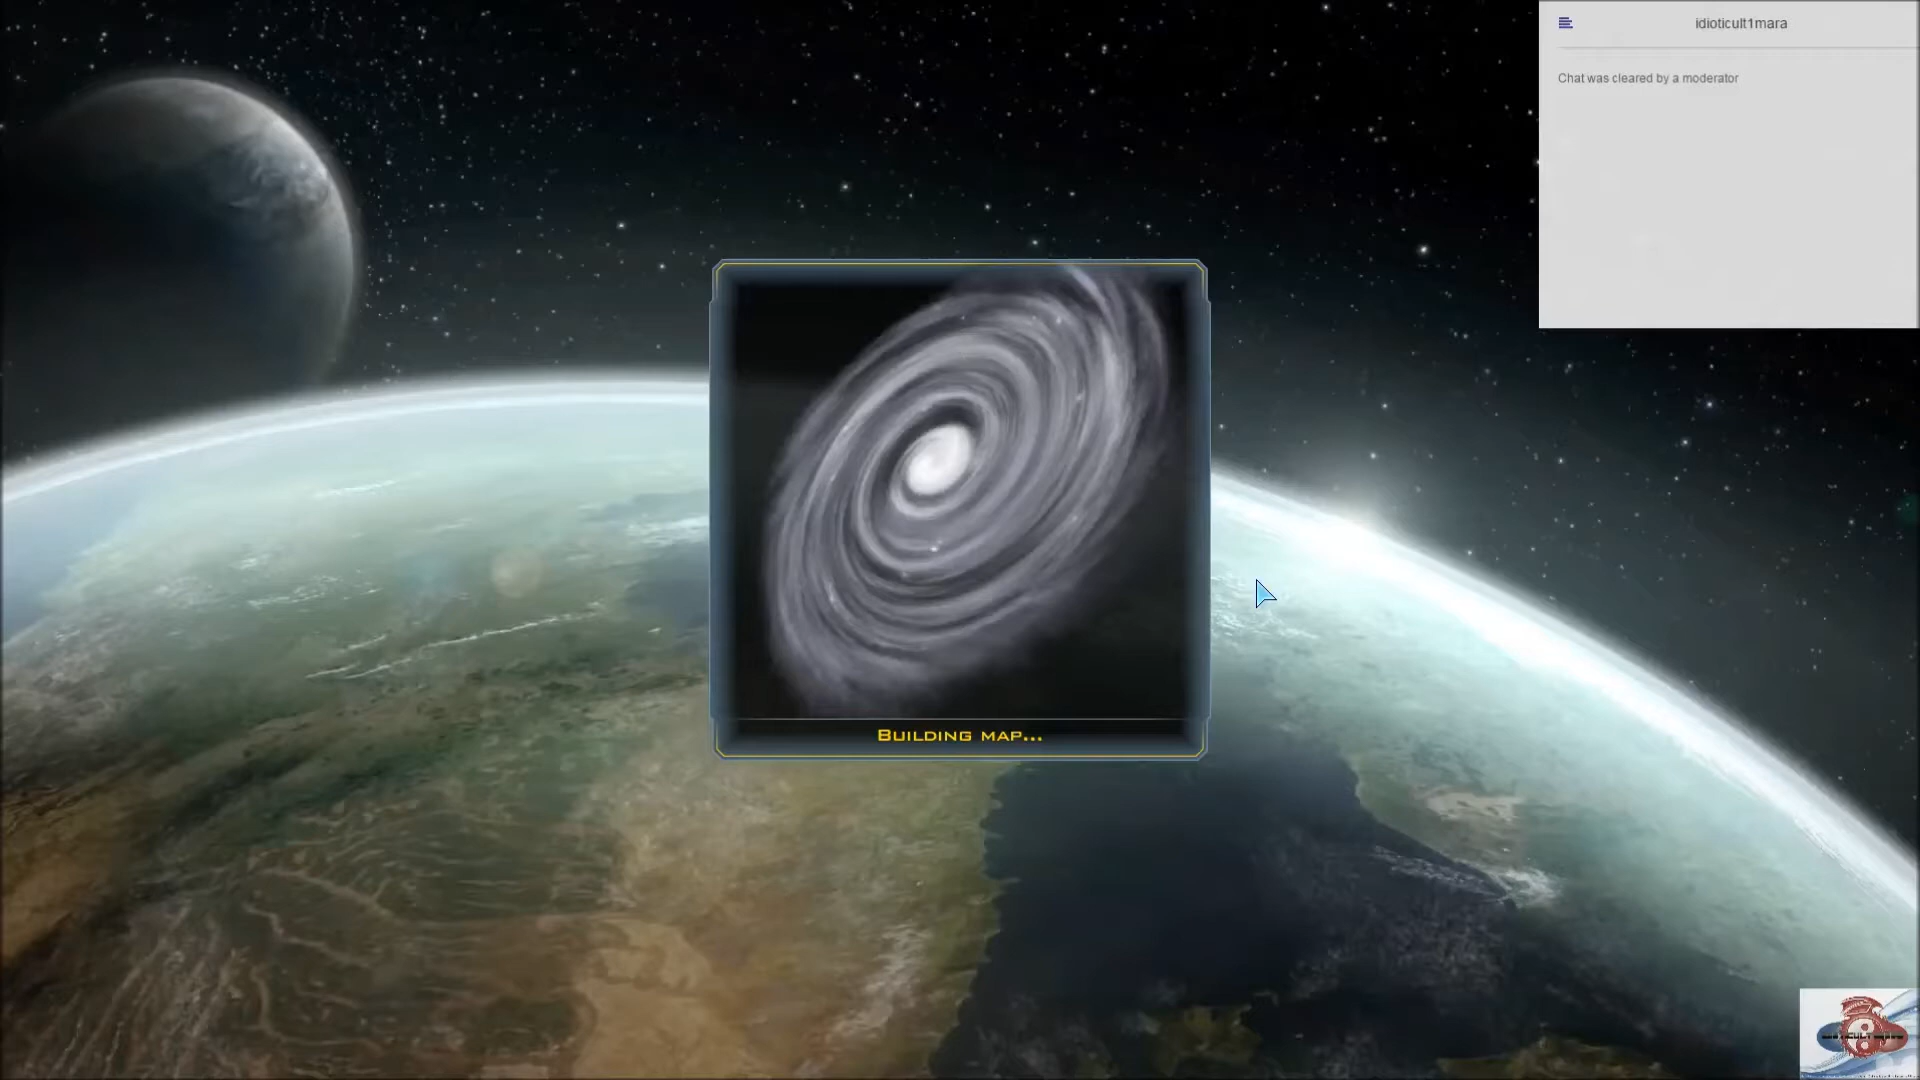 idioticult1mara
Chat was cleared by a moderator
Building map...